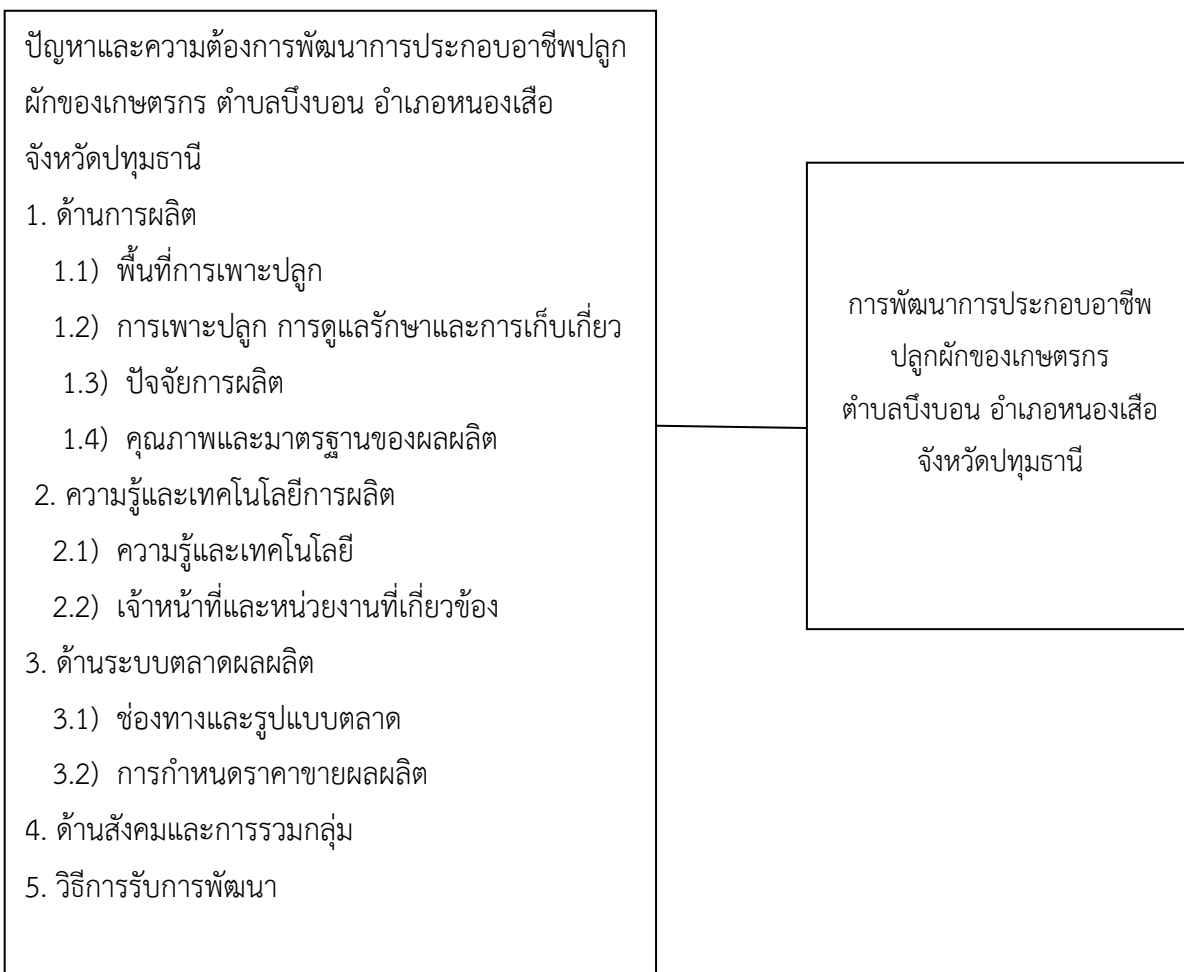 ปัญหาและความต้องการพัฒนาการประกอบอาชีพปลูก
ผักของเกษตรกร ตำบลบึงบอน อำเภอหนองเสือ
จังหวัดปทุมธานี
1. ด้านการผลิต
1.1) พื้นที่การเพาะปลูก
1.2) การเพาะปลูก การดูแลรักษาและการเก็บเกี่ยว
1.3) ปัจจัยการผลิต
1.4) คุณภาพและมาตรฐานของผลผลิต
2. ความรู้และเทคโนโลยีการผลิต
2.1) ความรู้และเทคโนโลยี
2.2) เจ้าหน้าที่และหน่วยงานที่เกี่ยวข้อง
3. ด้านระบบตลาดผลผลิต
3.1) ช่องทางและรูปแบบตลาด
3.2) การกำหนดราคาขายผลผลิต
4. ด้านสังคมและการรวมกลุ่ม
5. วิธีการรับการพัฒนา
การพัฒนาการประกอบอาชีพ
ปลูกผักของเกษตรกร
ตำบลบึงบอน อำเภอหนองเสือ
จังหวัดปทุมธานี